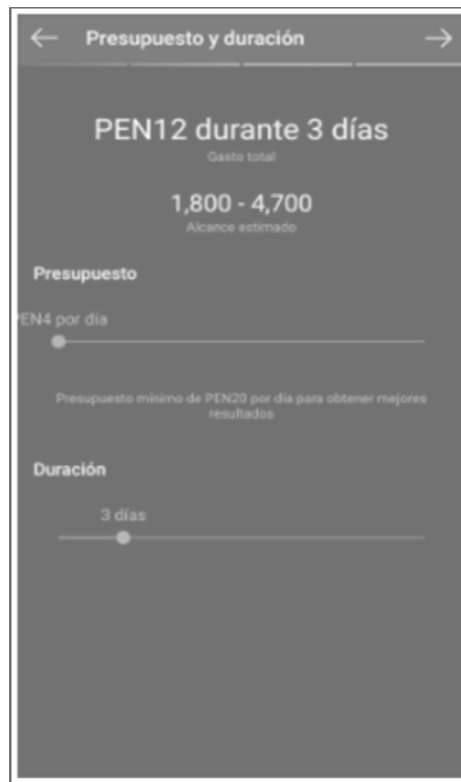 Presupuesto y duración
PEN12 durante 3 días
Gasto total
1,800 - 4,700
Alcance estimado
Presupuesto
PEN4 por día
Presupuesto mínimo de PEN20 por día para obtener mejores
resultados
Duración
3 días